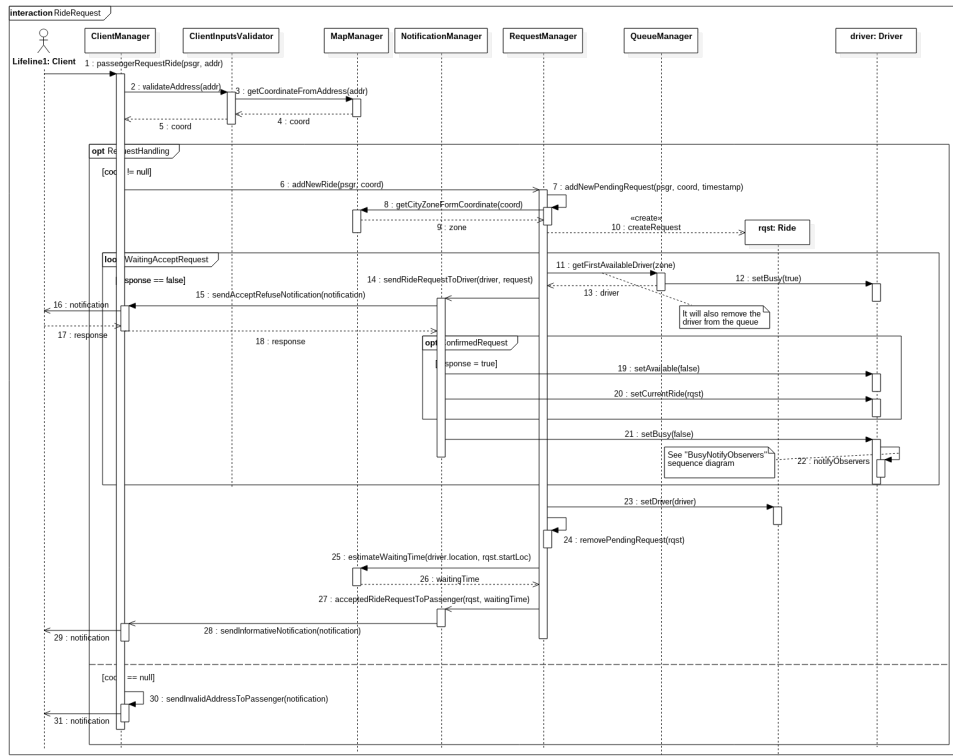 interaction RideRequest
ClientManager
ClientInputsValidator
MapManager
NotificationManager
RequestManager
QueueManager
driver: Driver
Lifeline1: Client
1 : passengerRequestRide(psgr, addr)
2 : validateAddress(addr)
3 : getCoordinateFromAddress(addr)
4 : coord
5 : coord
opt RequestHandling
[coord != null]
6 : addNewRide(psgr, coord)
7 : addNewPendingRequest(psgr, coord, timestamp)
8 : getCityZoneFormCoordinate(coord)
9 : zone
«create»
10 : createRequest
rqst: Ride
loop WaitingAcceptRequest
[response == false]
11 : getFirstAvailableDriver(zone)
12 : setBusy(true)
13 : driver
14 : sendRideRequestToDriver(driver, request)
15 : sendAcceptRefuseNotification(notification)
16 : notification
It will also remove the
driver from the queue
17 : response
18 : response
opt ConfirmedRequest
[response = true]
19 : setAvailable(false)
20 : setCurrentRide(rqst)
21 : setBusy(false)
See "BusyNotifyObservers"
sequence diagram
22 : notifyObservers
23 : setDriver(driver)
24 : removePendingRequest(rqst)
25 : estimateWaitingTime(driver.location, rqst.startLoc)
26 : waitingTime
27 : acceptedRideRequestToPassenger(rqst, waitingTime)
28 : sendInformativeNotification(notification)
29 : notification
[coord == null]
30 : sendInvalidAddressToPassenger(notification)
31 : notification